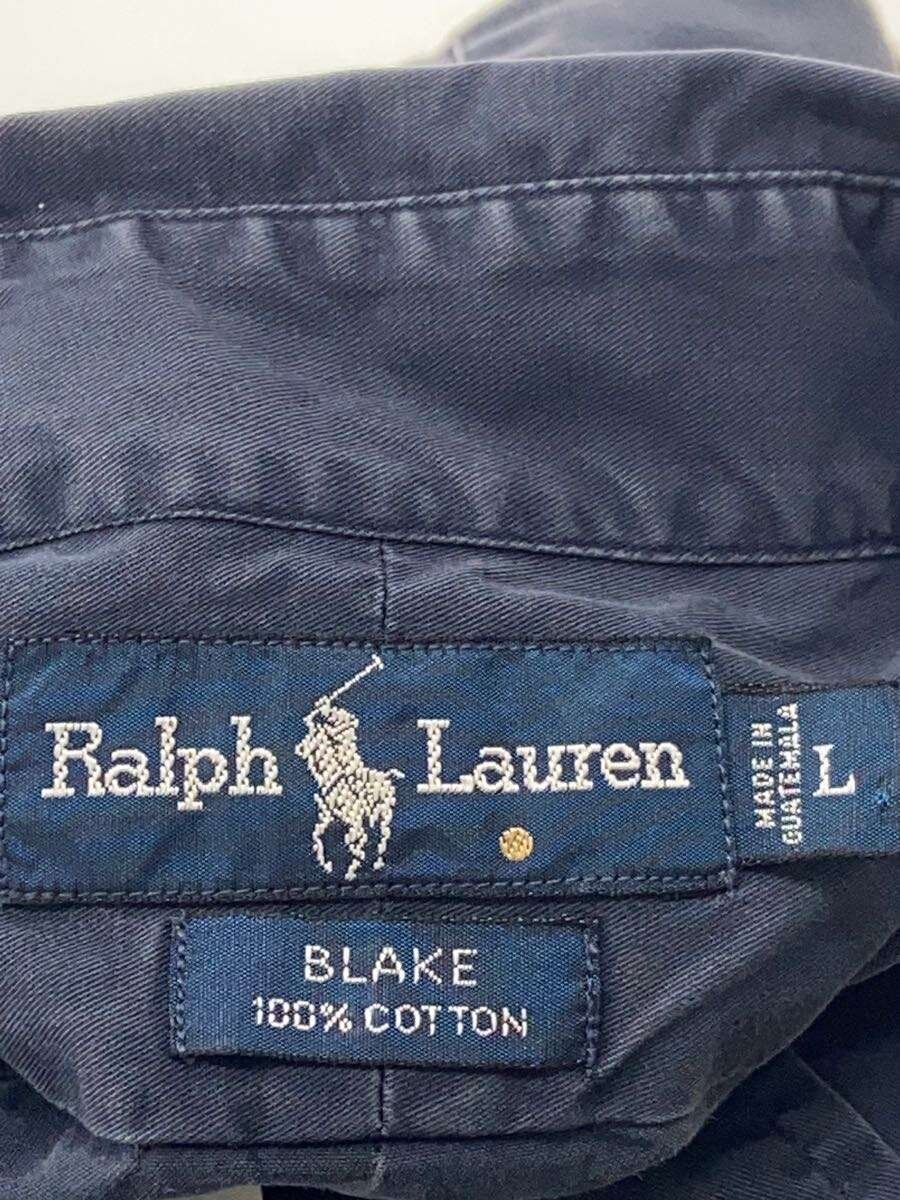 Ralph Lauren
MADE IN
GUATEMALA
L
BLAKE
100% COTTON